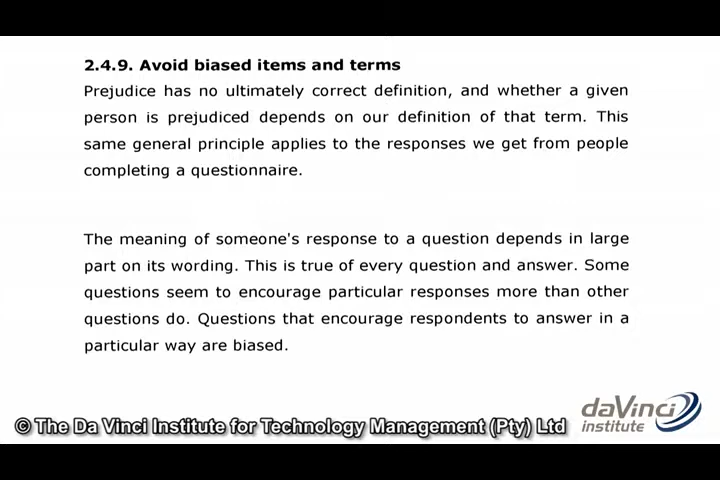 2.4.9. Avoid biased items and terms
Prejudice has no ultimately correct definition, and whether a given
person is prejudiced depends on our definition of that term. This
same general principle applies to the responses we get from people
completing a questionnaire.
The meaning of someone's response to a question depends in large
part on its wording. This is true of every question and answer. Some
questions seem to encourage particular responses more than other
questions do. Questions that encourage respondents to answer in a
particular way are biased.
daVinci
institute
© The Da Vinci Institute for Technology Management (Pty) Ltd